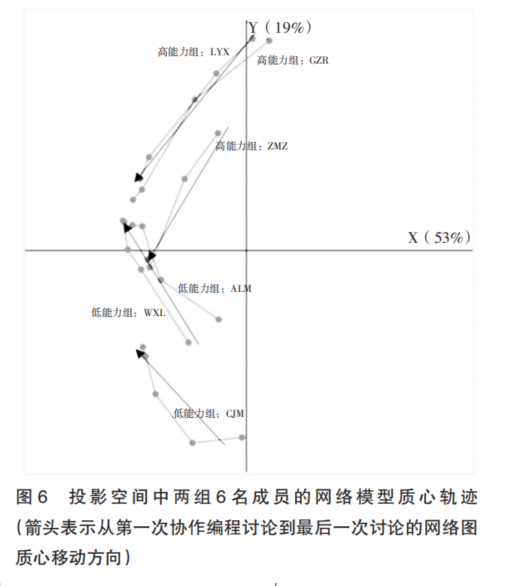 Y（19%）
高能力组：LYX
高能力组：GZR
高能力组：ZMZ
X（53%）
低能力组：ALM
低能力组：WXL
低能力组：CJM
图6 投影空间中两组6名成员的网络模型质心轨迹
(箭头表示从第一次协作编程讨论到最后一次讨论的网络图
质心移动方向)